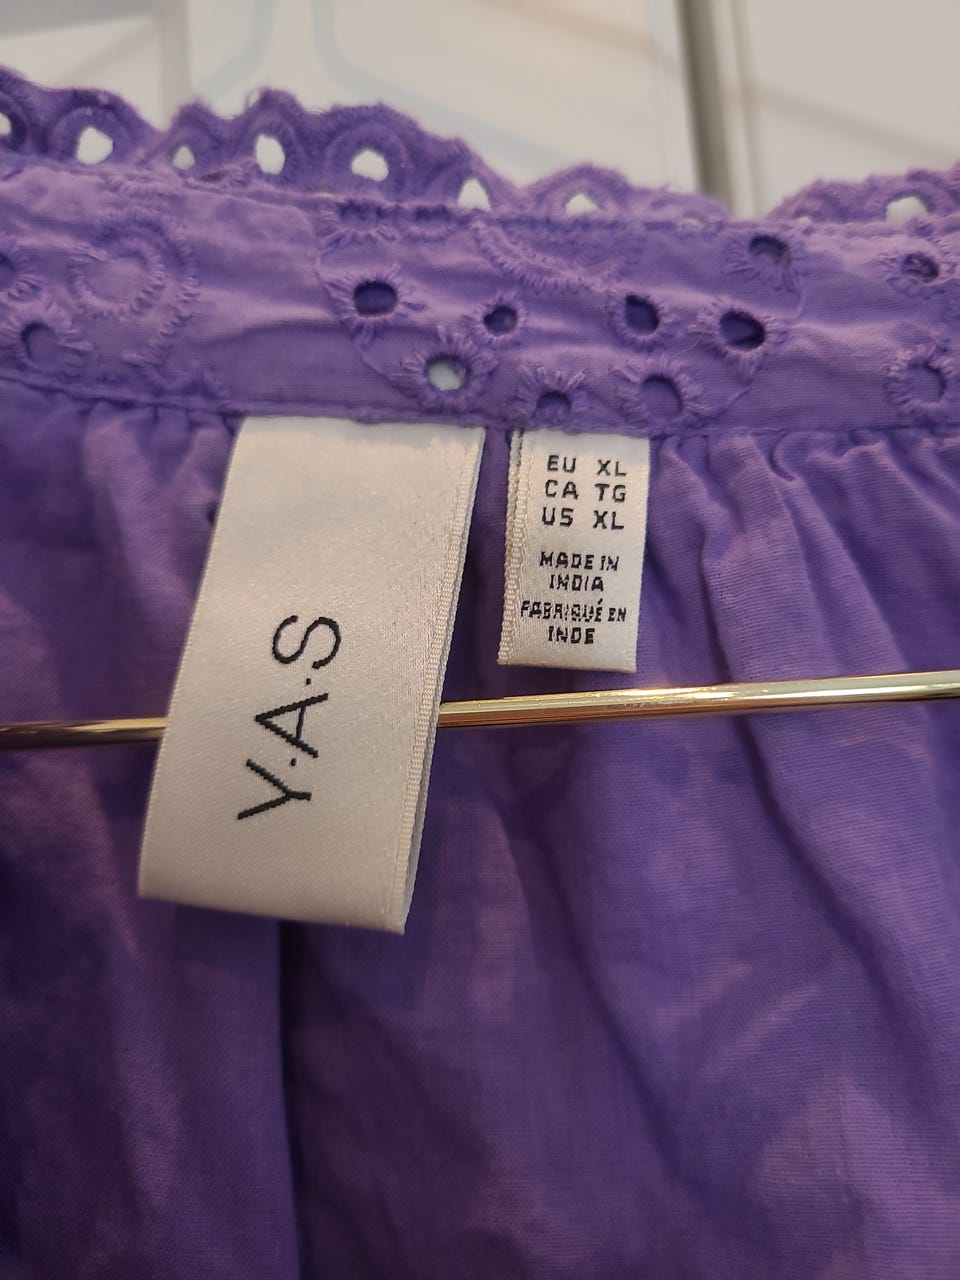 Y.A.S
EU XL
CA TG
US XL
MADE IN
INDIA
FABRIQUÉ EN
INDE